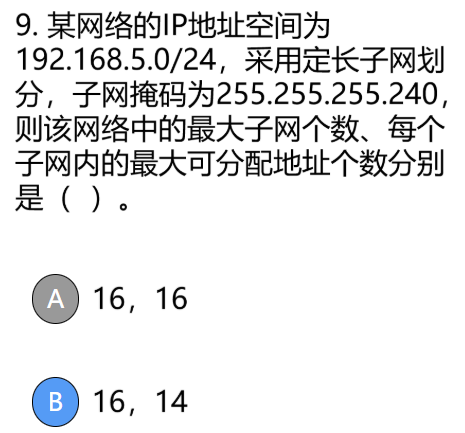 9. 某网络的IP地址空间为
192.168.5.0/24，采用定长子网划
分，子网掩码为255.255.255.240，
则该网络中的最大子网个数、每个
子网内的最大可分配地址个数分别
是（ ）。
A 16，16
B 16，14